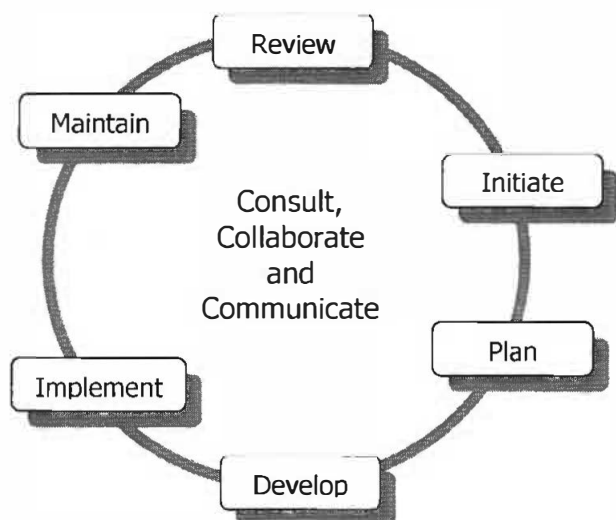 Review
Maintain
Initiate
Consult,
Collaborate
and
Communicate
Plan
Implement
Develop